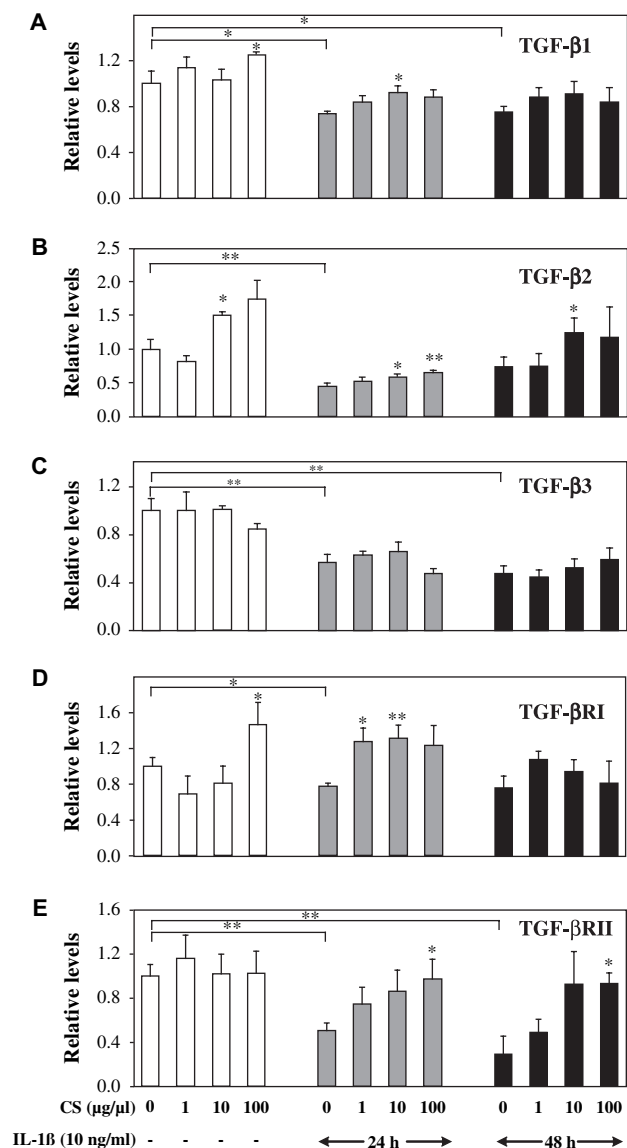 A
TGF-β1
Relative levels
1.2
0.8
0.4
0.0
*
*
*
*
B
TGF-β2
Relative levels
2.5
2.0
1.5
1.0
0.5
0.0
**
*
*
**
*
C
TGF-β3
Relative levels
1.2
0.8
0.4
0.0
**
**
D
TGF-βRI
Relative levels
1.6
1.2
0.8
0.4
0.0
*
*
*
**
E
TGF-βRII
Relative levels
1.6
1.2
0.8
0.4
0.0
**
**
*
*
CS (µg/µl) 0 1 10 100 0 1 10 100 0 1 10 100
IL-1ß (10 ng/ml) - - - - 24 h 48 h